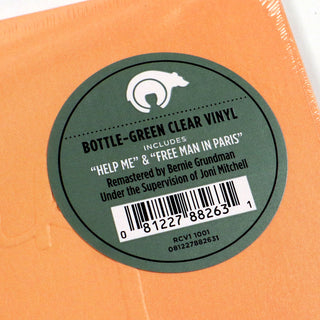 BOTTLE-GREEN CLEAR VINYL
INCLUDES
"HELP ME" & "FREE MAN IN PARIS"
Remastered by Bernie Grundman
Under the Supervision of Joni Mitchell
0 81227 88263 1
RCV1 1001
081227882631